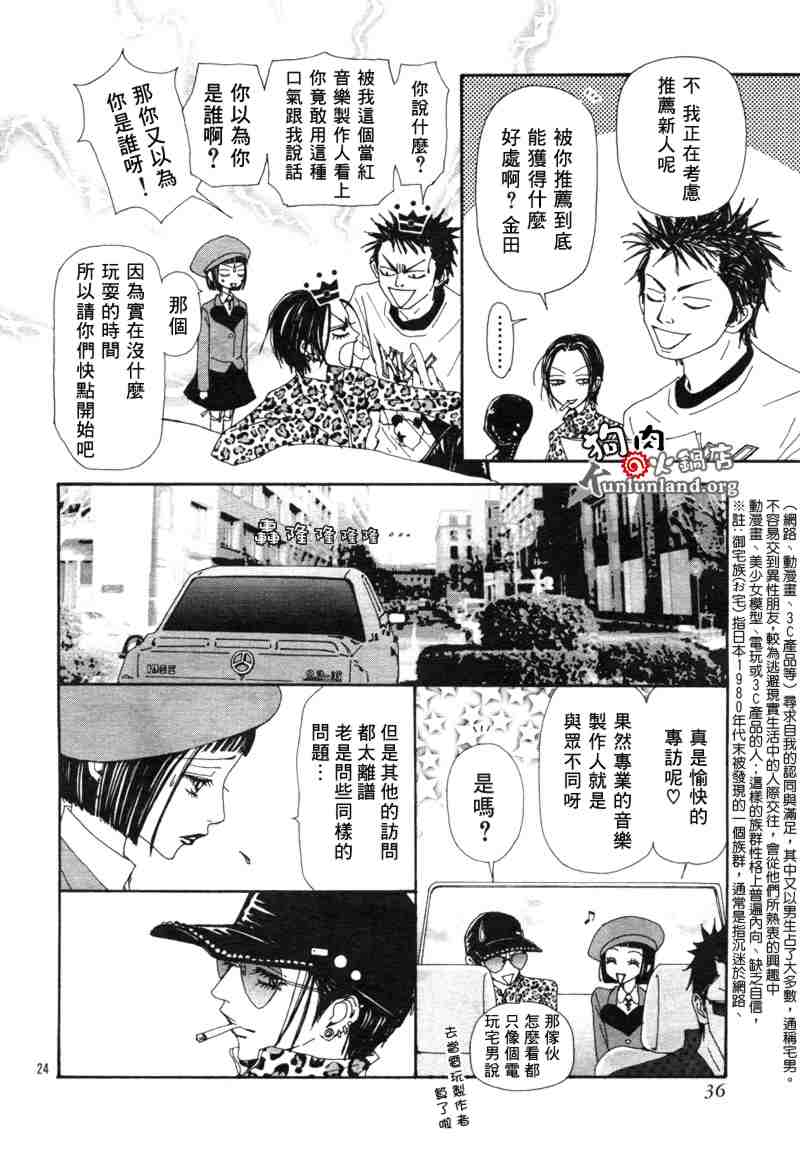 不 我正在考慮
推薦新人呢
被你推薦到底
能獲得什麼
好處啊？金田
……
你說什麼？
被我這個當紅
音樂製作人看上
你竟敢用這種
口氣跟我說話
你以為你
是誰啊？
那你又以為
你是誰呀！
那個
因為實在沒什麼
玩耍的時間
所以請你們快點開始吧
狗肉火鍋店
Kunlunland.org
轟隆隆隆隆…
真是愉快的
專訪呢♡
果然專業的音樂
製作人就是
與眾不同呀
是嗎？
但是其他的訪問
都太離譜
老是問些同樣的
問題…
那傢伙
怎麼看都
只像個電
玩宅男說
去當電玩製作者
算了啦
※註：御宅族(お宅) 指日本1980年代末被發現的一個族群，通常是指沉迷於網路、
動漫畫、美少女模型、電玩或3C產品的人；這樣的族群性格上普遍內向、缺乏自信，
不容易交到異性朋友，較為逃避現實生活中的人際交往，會從他們所熱衷的興趣中
（網路、動漫畫、3C產品等）尋求自我的認同與滿足，其中又以男生占了大多數，通稱宅男。
24
36